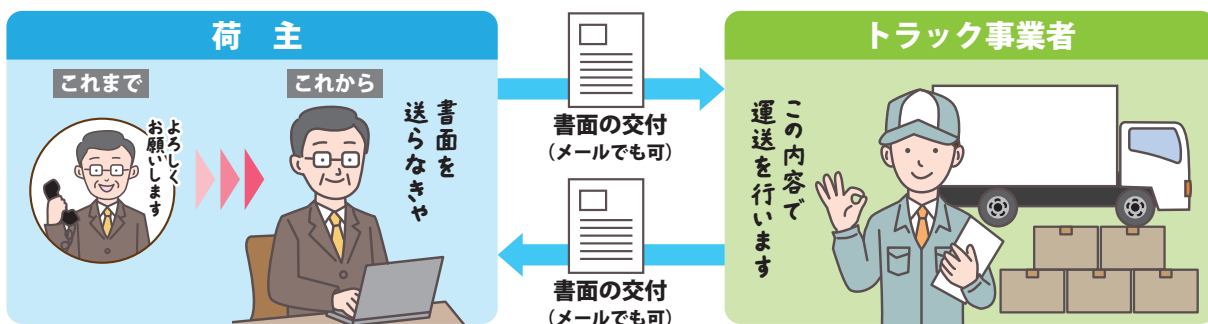 荷　主
これまで
これから
よろしく
お願いします
書面を
送らなきゃ
書面の交付
（メールでも可）
書面の交付
（メールでも可）
トラック事業者
この内容で
運送を行います